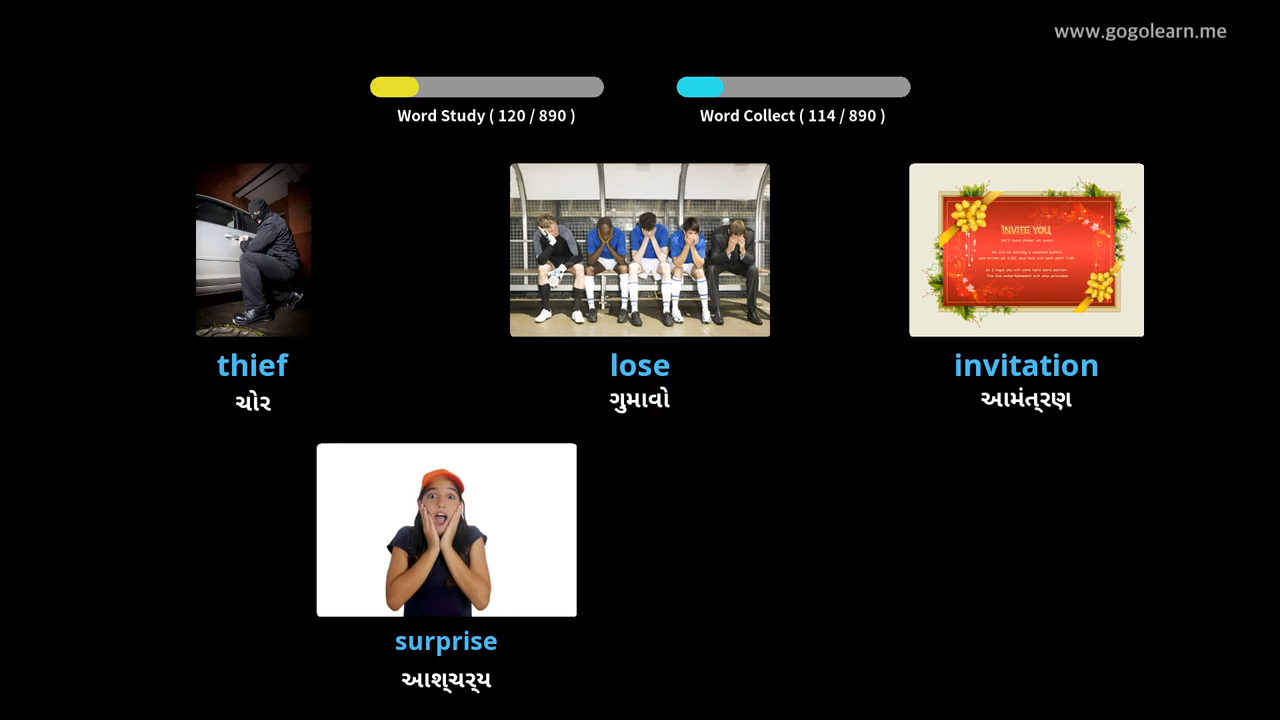 www.gogolearn.me
Word Study ( 120 / 890 )
Word Collect ( 114 / 890 )
INVITE YOU
thief
lose
invitation
ચોર
ગુમાવો
આમંત્રણ
surprise
આશ્ચર્ય